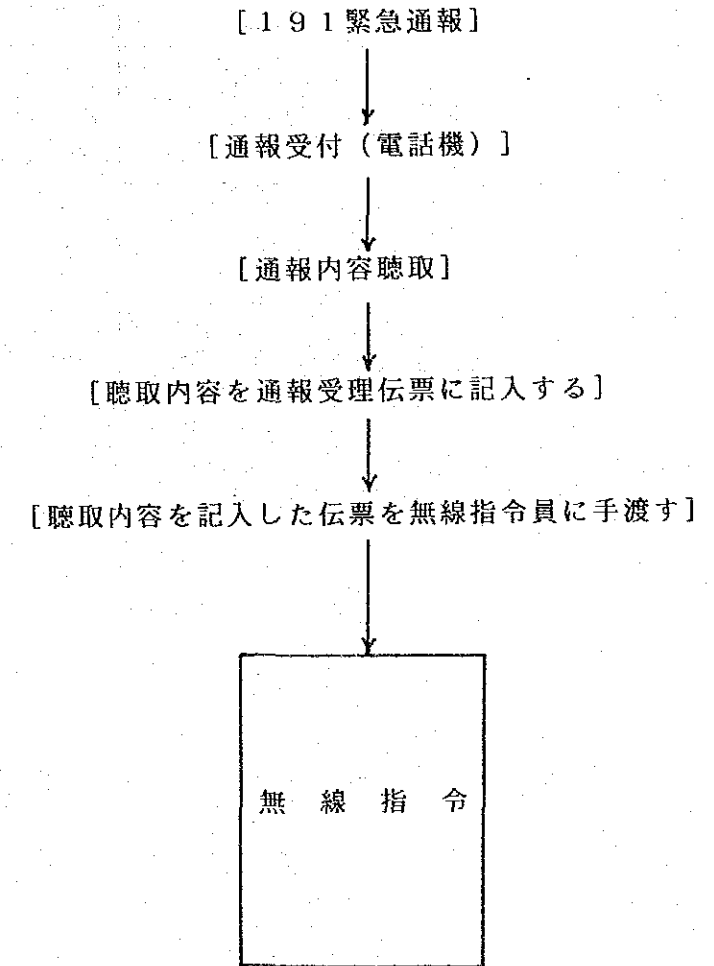 [１９１緊急通報]
[通報受付（電話機）]
[通報内容聴取]
[聴取内容を通報受理伝票に記入する]
[聴取内容を記入した伝票を無線指令員に手渡す]
無線指令